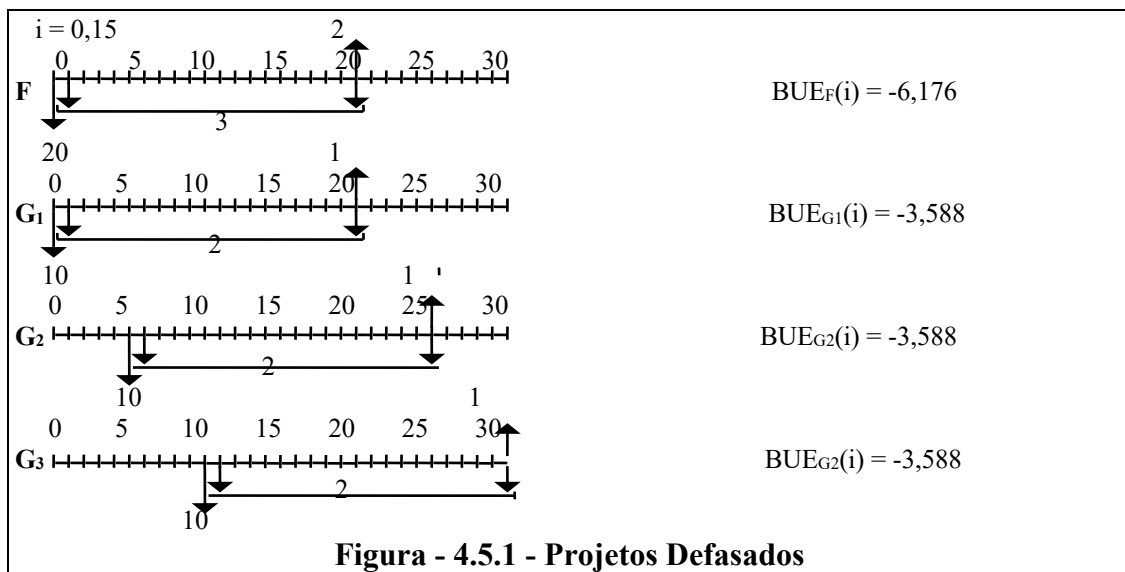 i = 0,15
2
0 5 10 15 20 25 30
F
BUEF(i) = -6,176
3
20
1
0 5 10 15 20 25 30
G1
BUEG1(i) = -3,588
2
10
1 '
0 5 10 15 20 25 30
G2
BUEG2(i) = -3,588
2
10
1
0 5 10 15 20 25 30
G3
BUEG2(i) = -3,588
2
10
Figura - 4.5.1 - Projetos Defasados